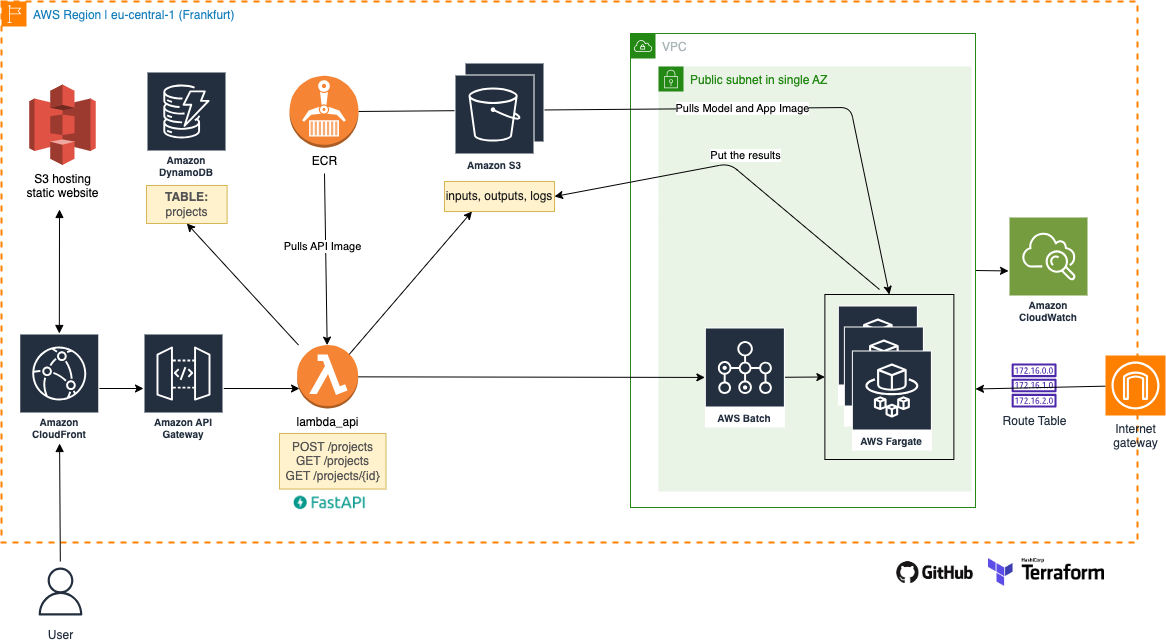 AWS Region | eu-central-1 (Frankfurt)
VPC
Public subnet in single AZ
Pulls Model and App Image
Put the results
S3 hosting
static website
Amazon
DynamoDB
TABLE:
projects
ECR
Amazon S3
inputs, outputs, logs
Pulls API Image
Amazon
CloudWatch
Amazon
CloudFront
</>
Amazon API
Gateway
lambda_api
POST /projects
GET /projects
GET /projects/{id}
FastAPI
AWS Batch
AWS Fargate
172.16.0.0
172.16.1.0
172.16.2.0
Route Table
Internet
gateway
User
GitHub
HashiCorp
Terraform